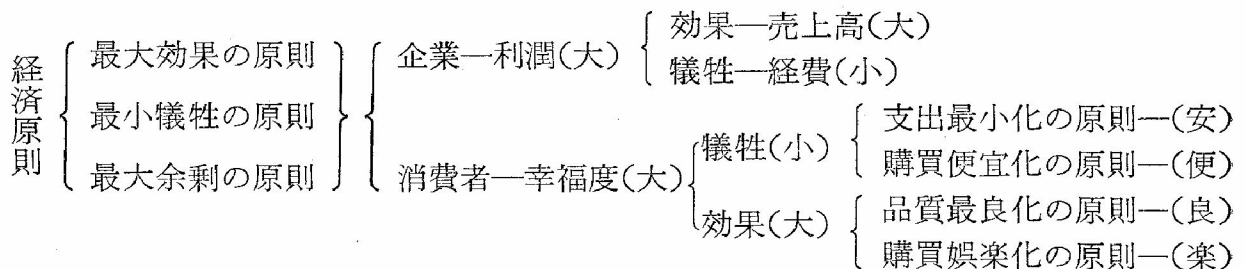 経済原則
最大効果の原則
最小犠牲の原則
最大余剰の原則
企業―利潤(大)
効果―売上高(大)
犠牲―経費(小)
消費者―幸福度(大)
犠牲(小)
支出最小化の原則―(安)
購買便宜化の原則―(便)
効果(大)
品質最良化の原則―(良)
購買娯楽化の原則―(楽)